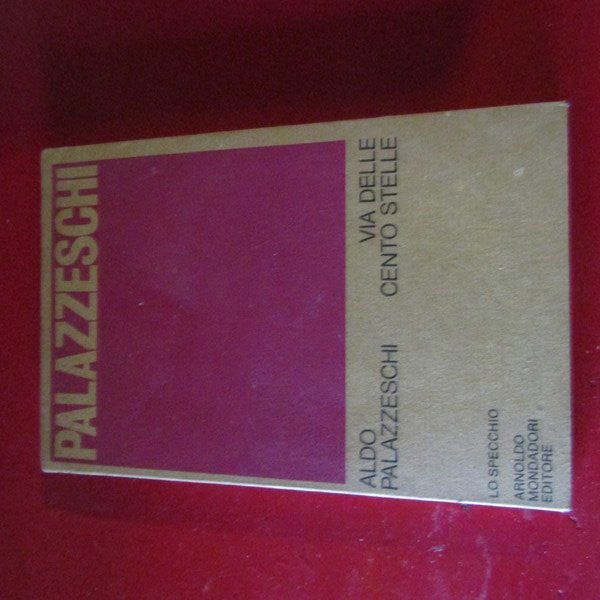 PALAZZESCHI
ALDO
PALAZZESCHI
VIA DELLE
CENTO STELLE
LO SPECCHIO
ARNOLDO
MONDADORI
EDITORE